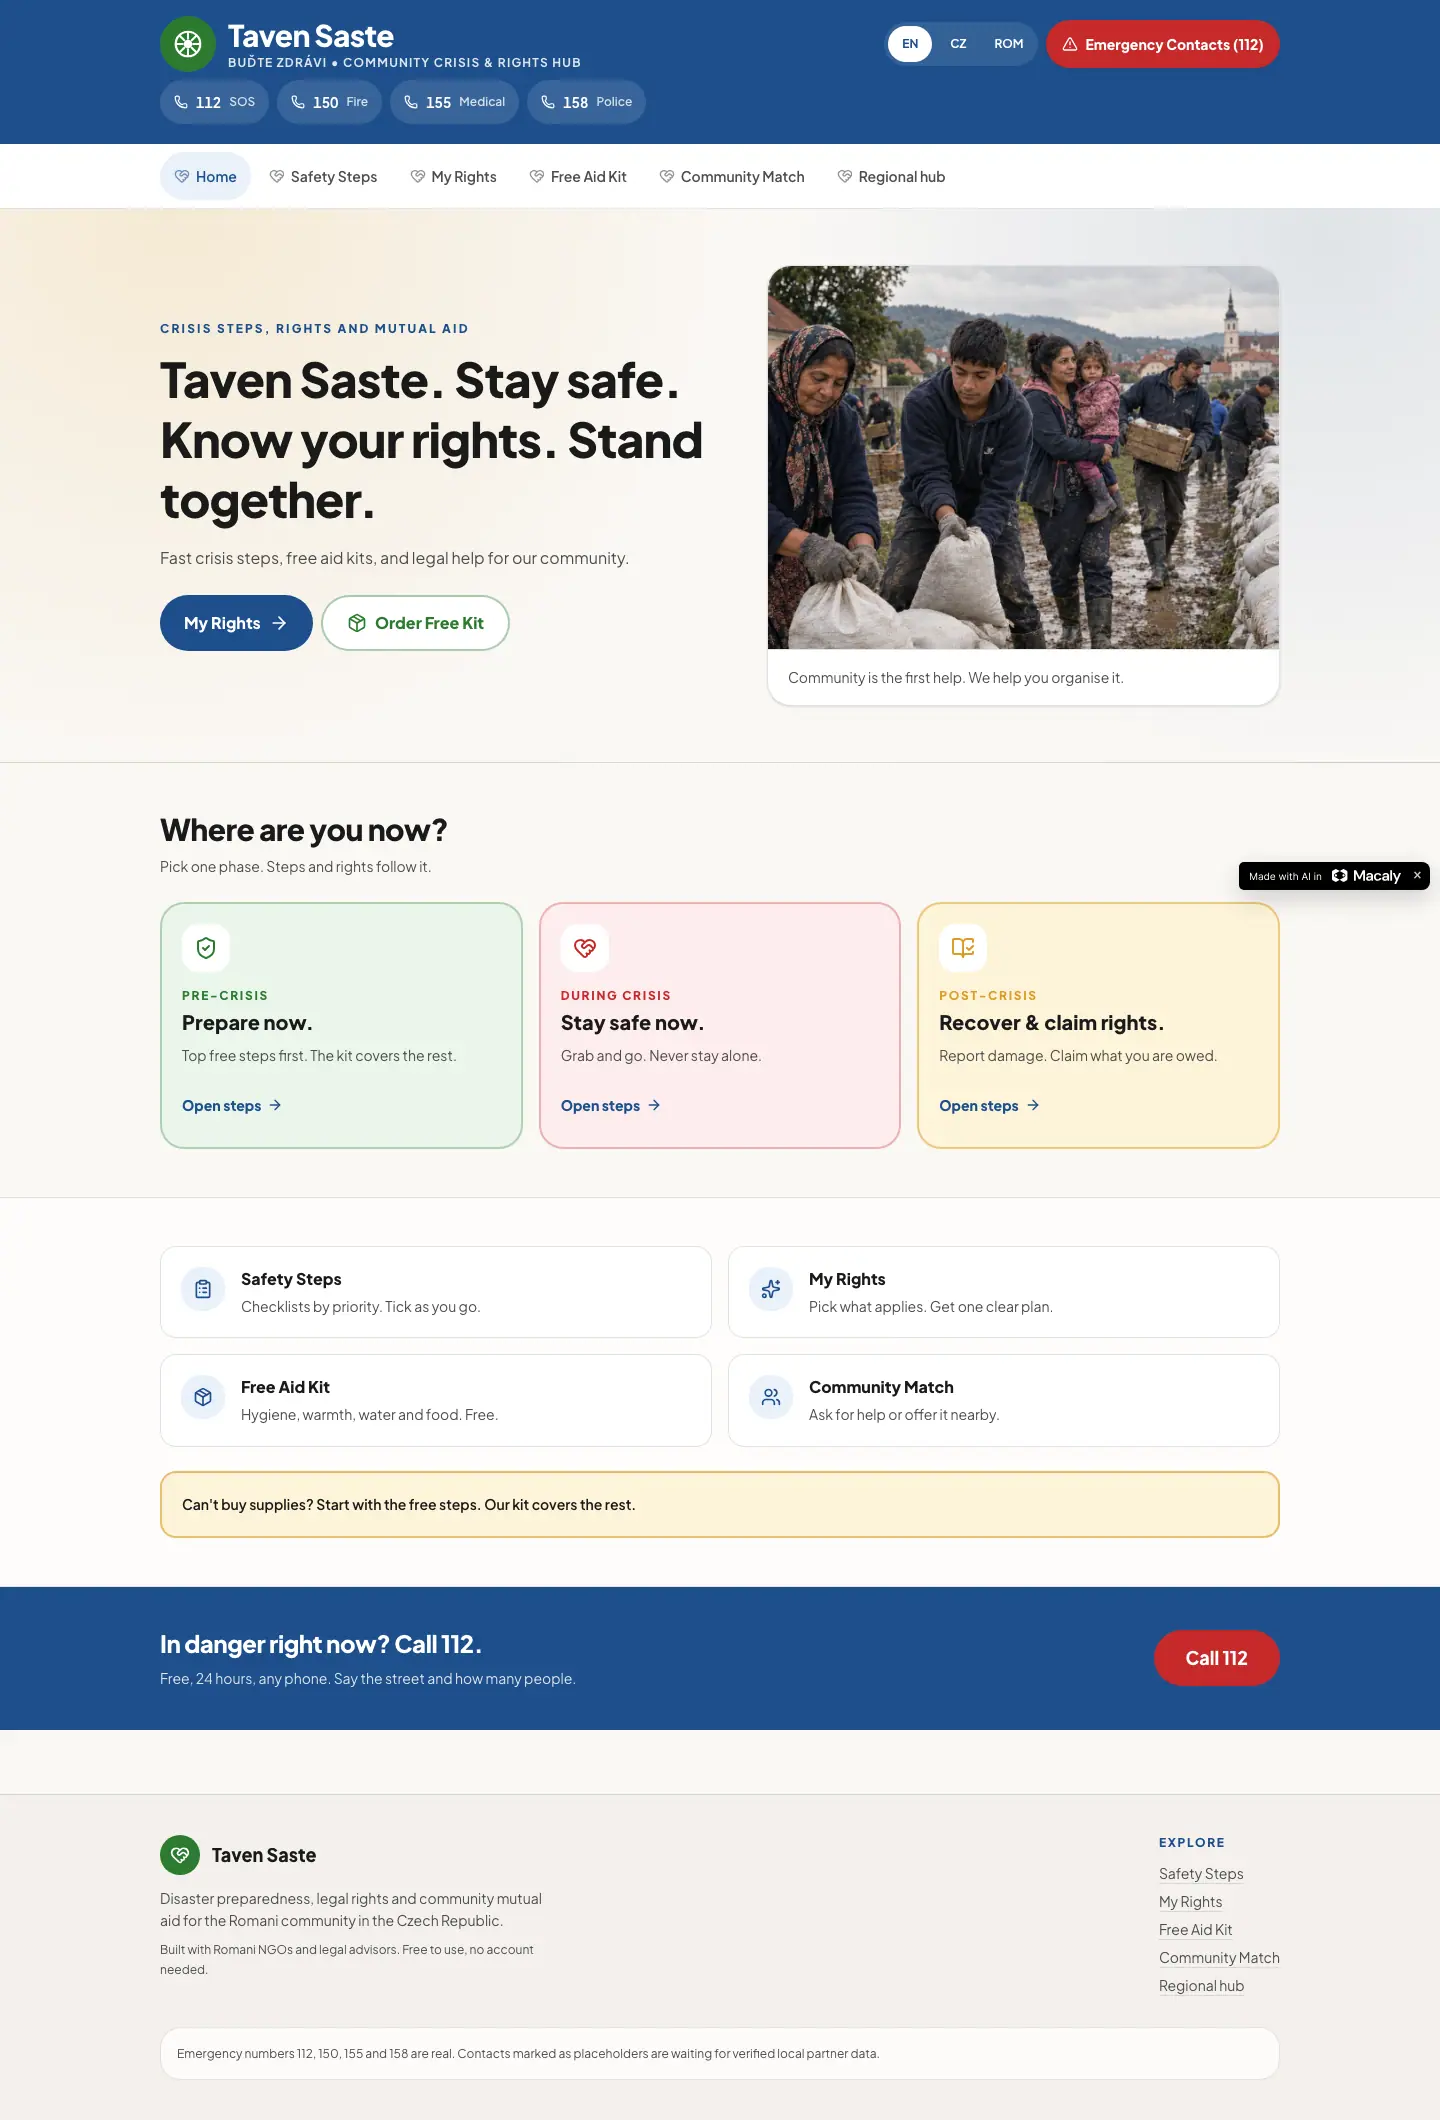 Taven Saste
BUĎTE ZDRÁVI • COMMUNITY CRISIS & RIGHTS HUB
EN CZ ROM
Emergency Contacts (112)
112 SOS
150 Fire
155 Medical
158 Police
Home
Safety Steps
My Rights
Free Aid Kit
Community Match
Regional hub
CRISIS STEPS, RIGHTS AND MUTUAL AID
Taven Saste. Stay safe.
Know your rights. Stand
together.
Fast crisis steps, free aid kits, and legal help for our community.
My Rights
Order Free Kit
Community is the first help. We help you organise it.
Where are you now?
Pick one phase. Steps and rights follow it.
Made with AI in Macaly
PRE-CRISIS
Prepare now.
Top free steps first. The kit covers the rest.
Open steps
DURING CRISIS
Stay safe now.
Grab and go. Never stay alone.
Open steps
POST-CRISIS
Recover & claim rights.
Report damage. Claim what you are owed.
Open steps
Safety Steps
Checklists by priority. Tick as you go.
My Rights
Pick what applies. Get one clear plan.
Free Aid Kit
Hygiene, warmth, water and food. Free.
Community Match
Ask for help or offer it nearby.
Can't buy supplies? Start with the free steps. Our kit covers the rest.
In danger right now? Call 112.
Free, 24 hours, any phone. Say the street and how many people.
Call 112
Taven Saste
Disaster preparedness, legal rights and community mutual
aid for the Romani community in the Czech Republic.
Built with Romani NGOs and legal advisors. Free to use, no account
needed.
EXPLORE
Safety Steps
My Rights
Free Aid Kit
Community Match
Regional hub
Emergency numbers 112, 150, 155 and 158 are real. Contacts marked as placeholders are waiting for verified local partner data.